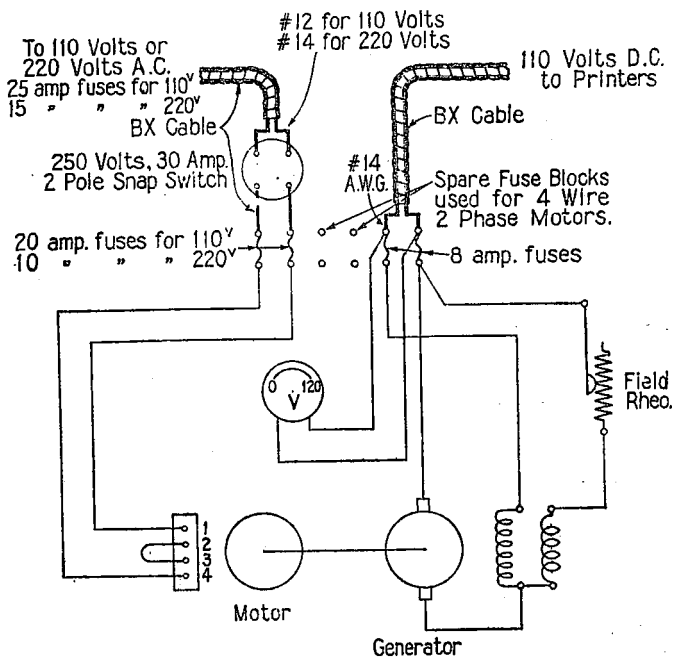 #12 for 110 Volts
#14 for 220 Volts
To 110 Volts or
220 Volts A.C.
25 amp fuses for 110V
15 " " " 220V
BX Cable
110 Volts D.C.
to Printers
BX Cable
250 Volts, 30 Amp.
2 Pole Snap Switch
#14
A.W.G.
Spare Fuse Blocks
used for 4 Wire
2 Phase Motors.
20 amp. fuses for 110V
10 " " " 220V
8 amp. fuses
0 120
V
Field
Rheo.
1
2
3
4
Motor
Generator